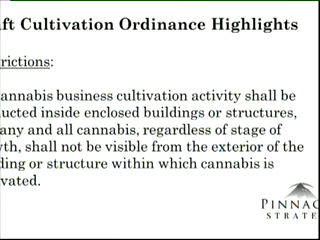 ft Cultivation Ordinance Highlights
rictions:
annabis business cultivation activity shall be
ucted inside enclosed buildings or structures,
any and all cannabis, regardless of stage of
th, shall not be visible from the exterior of the
ding or structure within which cannabis is
vated.
PINNAC
STRATE